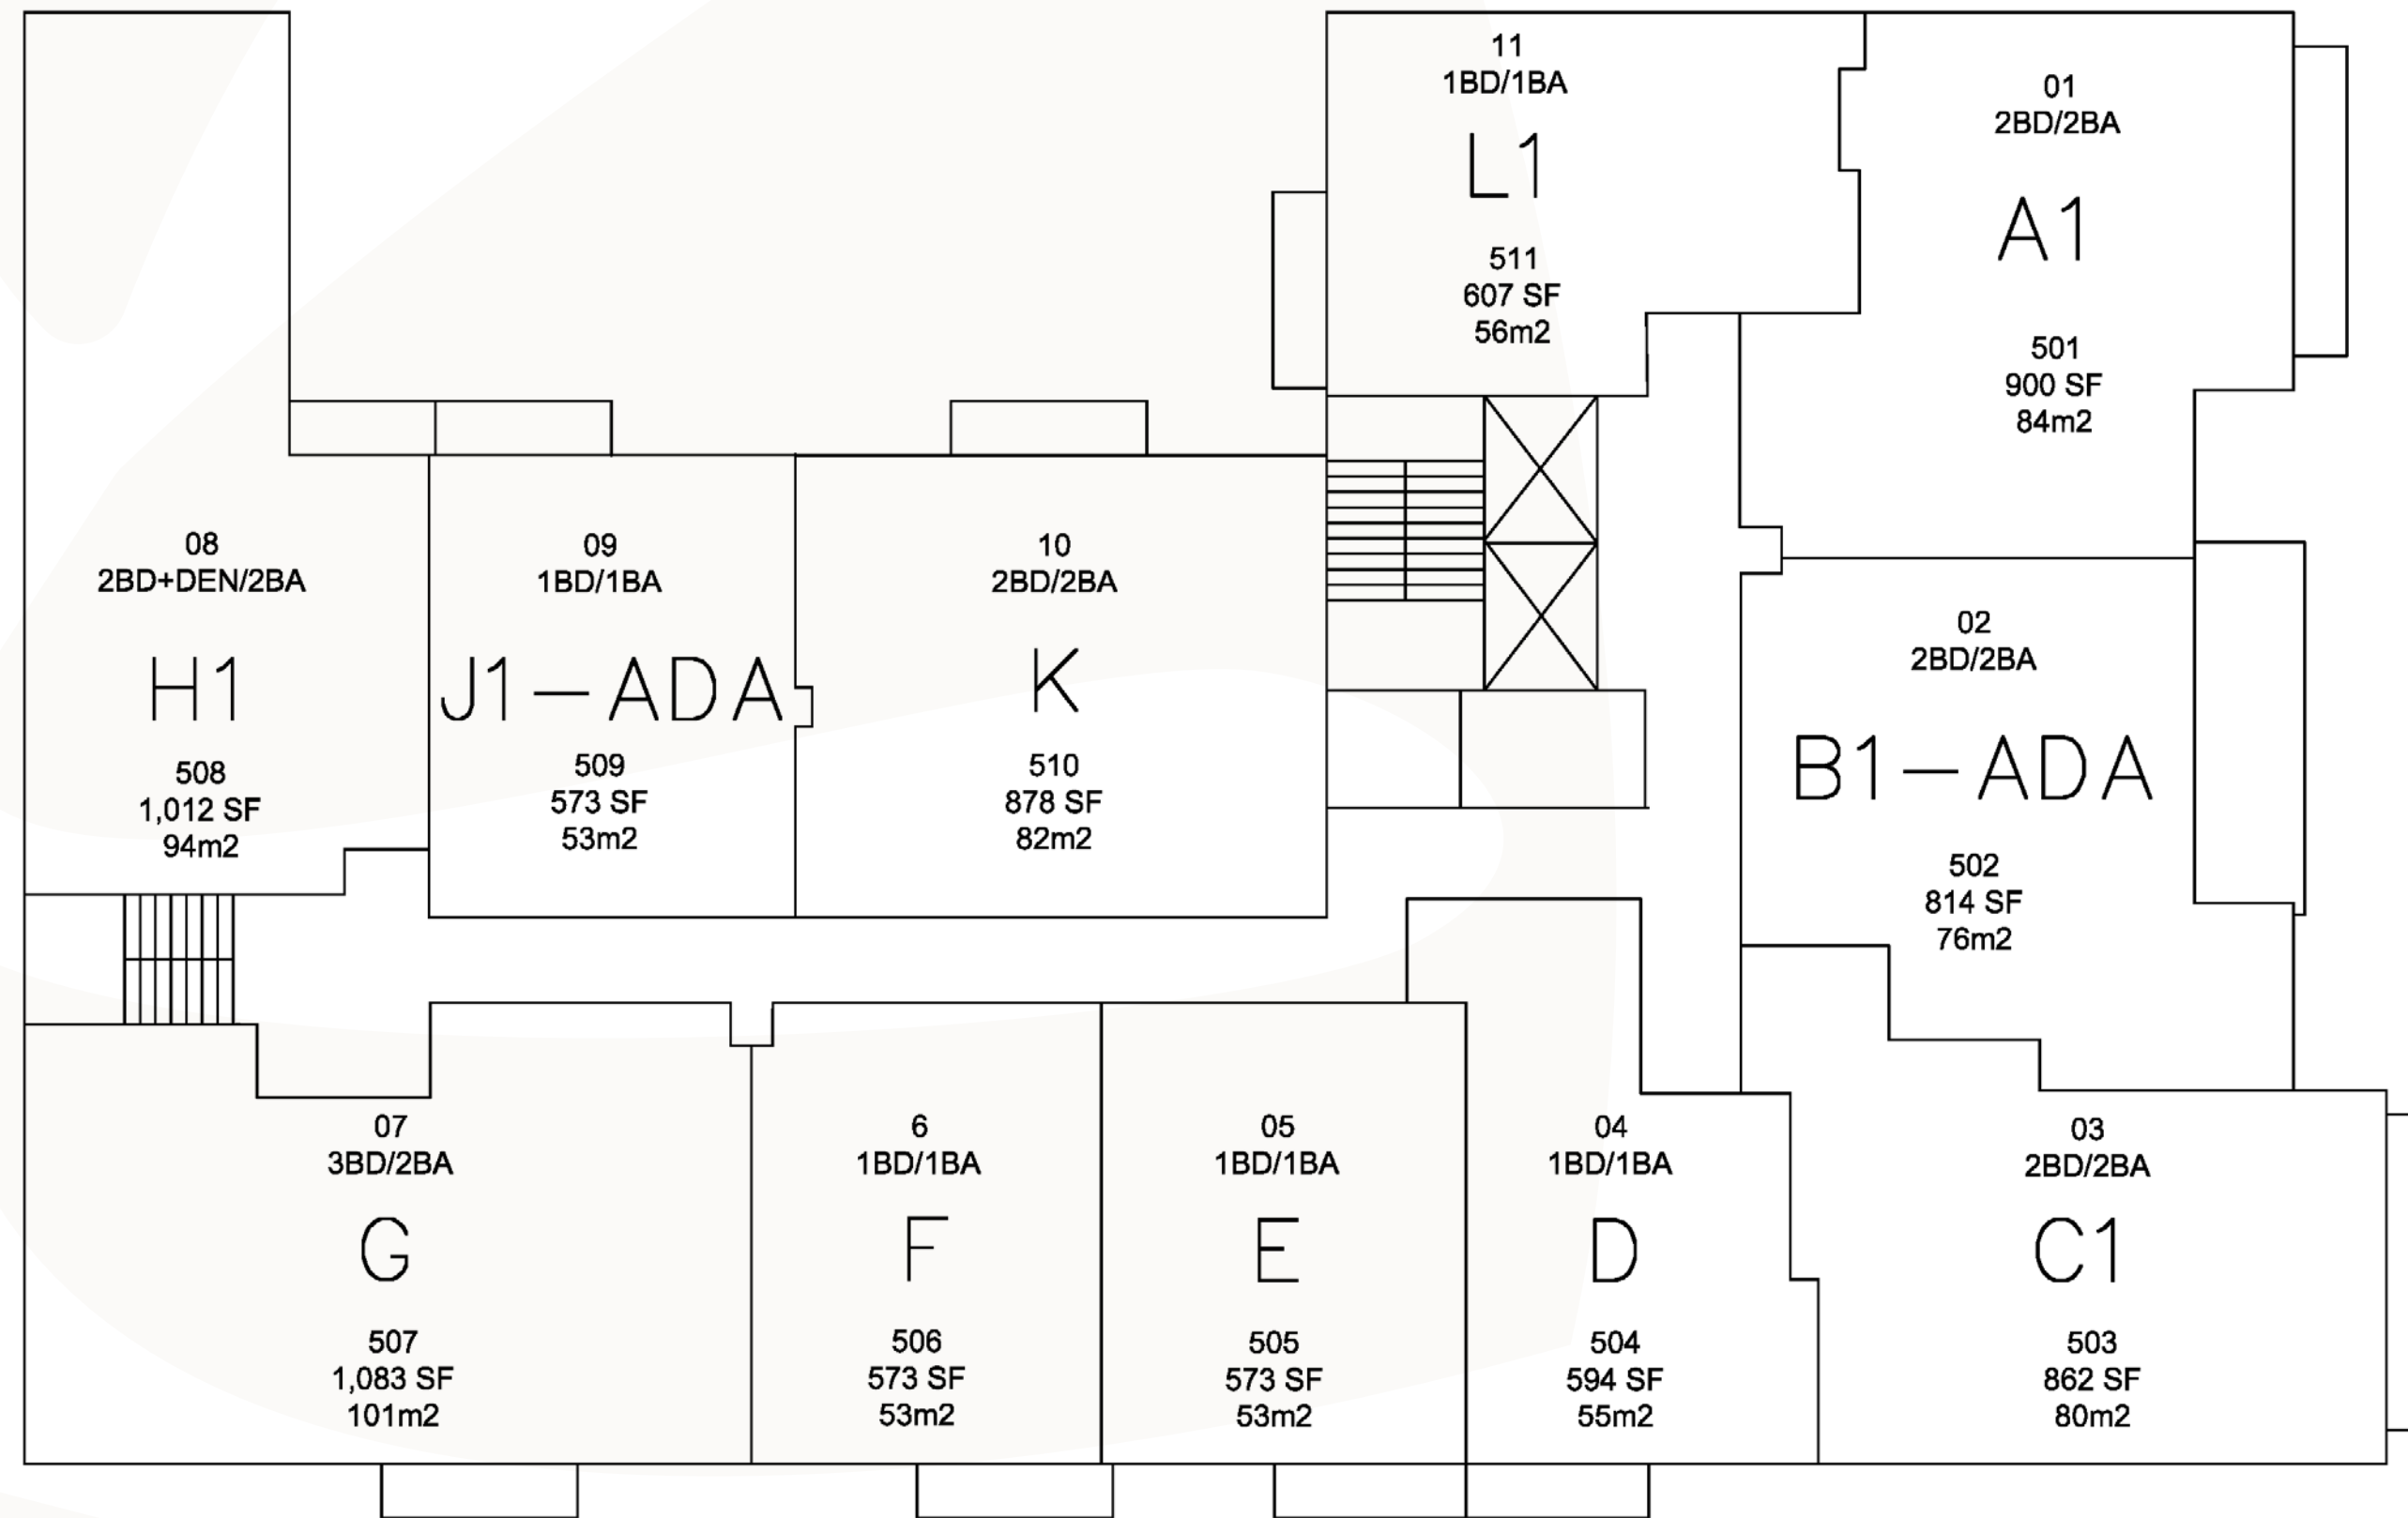 11
1BD/1BA
L1
511
607 SF
56m2
01
2BD/2BA
A1
501
900 SF
84m2
08
2BD+DEN/2BA
H1
508
1,012 SF
94m2
09
1BD/1BA
J1-ADA
509
573 SF
53m2
10
2BD/2BA
K
510
878 SF
82m2
02
2BD/2BA
B1-ADA
502
814 SF
76m2
07
3BD/2BA
G
507
1,083 SF
101m2
6
1BD/1BA
F
506
573 SF
53m2
05
1BD/1BA
E
505
573 SF
53m2
04
1BD/1BA
D
504
594 SF
55m2
03
2BD/2BA
C1
503
862 SF
80m2